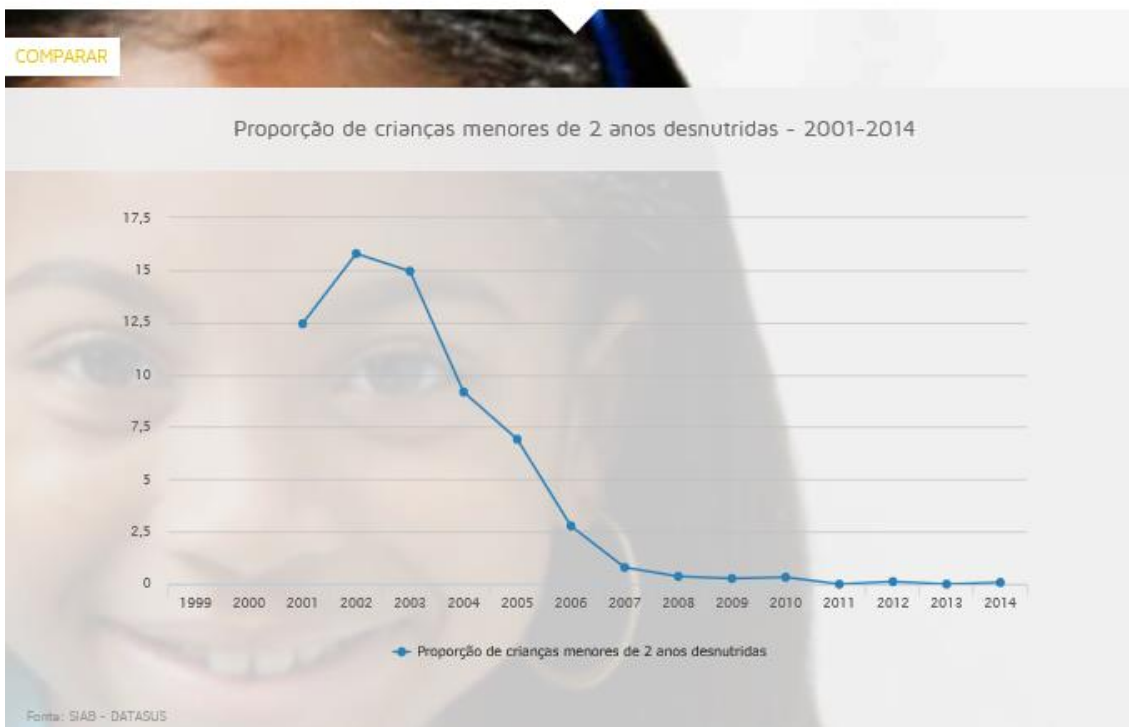 COMPARAR
Proporção de crianças menores de 2 anos desnutridas - 2001-2014
17,5
15
12,5
10
7,5
5
2,5
0
1999 2000 2001 2002 2003 2004 2005 2006 2007 2008 2009 2010 2011 2012 2013 2014
Proporção de crianças menores de 2 anos desnutridas
Fonte: SIAB - DATASUS